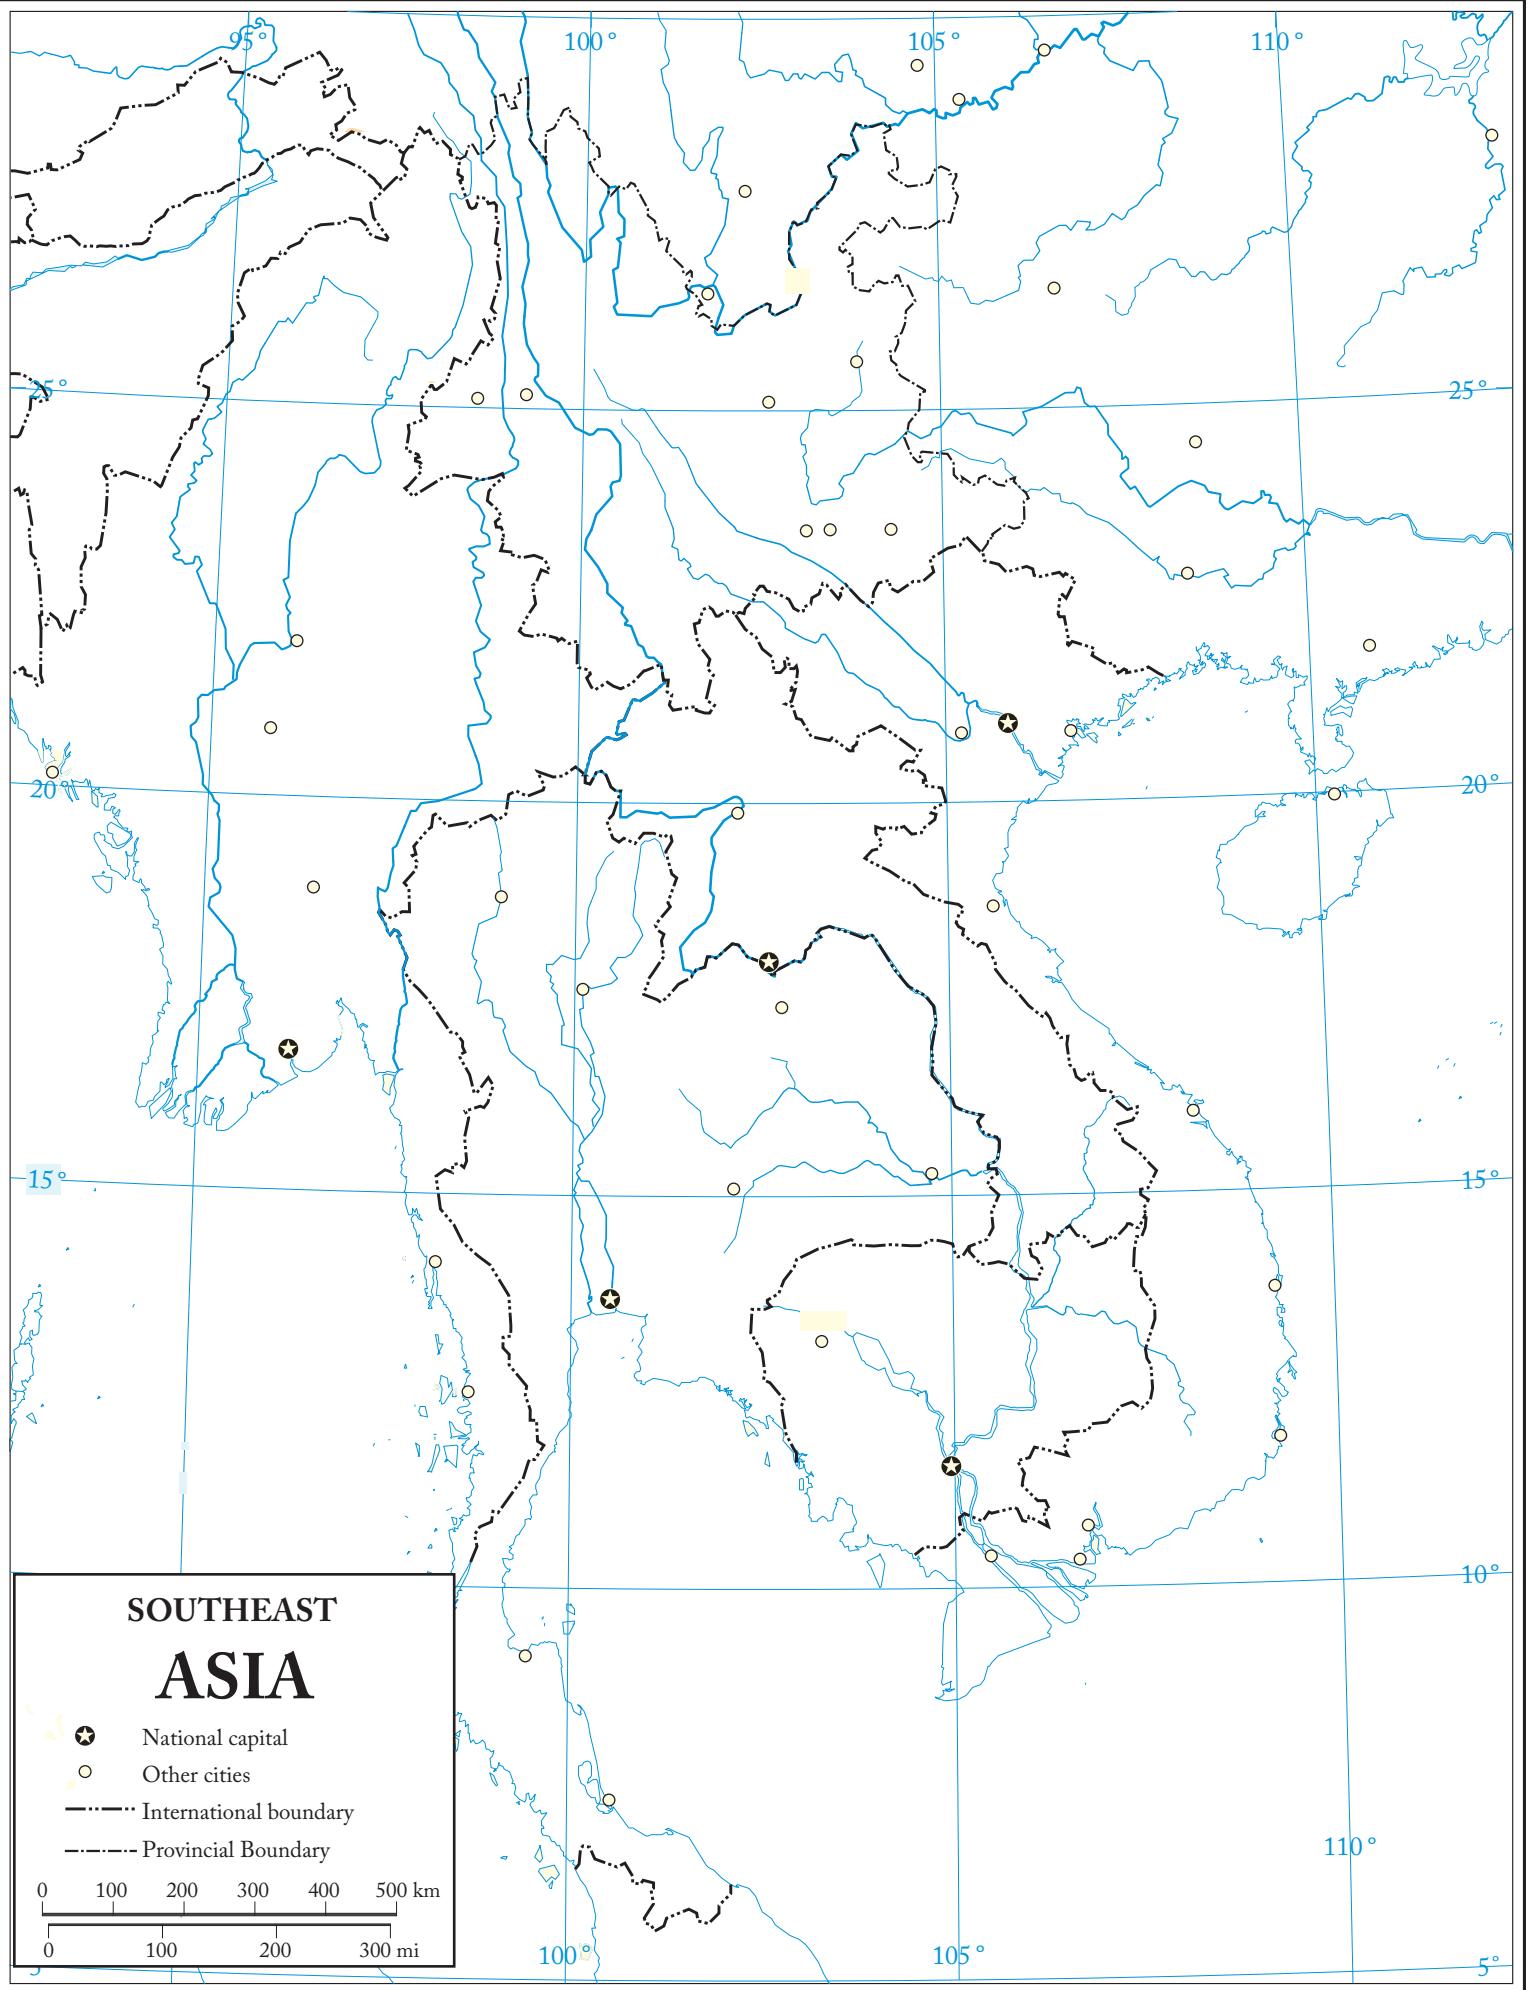 95°
100°
105°
110°
25°
25°
20°
20°
15°
15°
10°
SOUTHEAST
ASIA
National capital
Other cities
International boundary
Provincial Boundary
0 100 200 300 400 500 km
0 100 200 300 mi
110°
100°
105°
5°